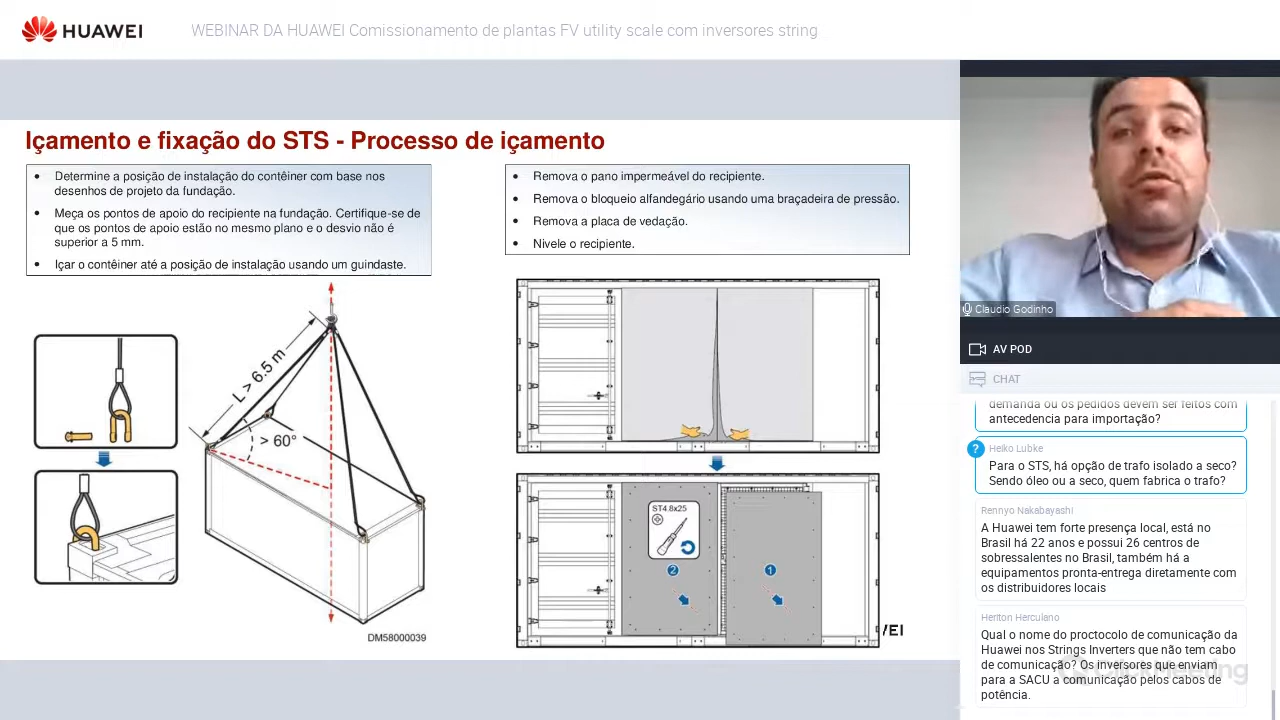 HUAWEI
WEBINAR DA HUAWEI Comissionamento de plantas FV utility scale com inversores string
Içamento e fixação do STS - Processo de içamento
• Determine a posição de instalação do contêiner com base nos
desenhos de projeto da fundação.
• Meça os pontos de apoio do recipiente na fundação. Certifique-se de
que os pontos de apoio estão no mesmo plano e o desvio não é
superior a 5 mm.
• Içar o contêiner até a posição de instalação usando um guindaste.
• Remova o pano impermeável do recipiente.
• Remova o bloqueio alfandegário usando uma braçadeira de pressão.
• Remova a placa de vedação.
• Nivele o recipiente.
L > 6.5 m
> 60°
DM58000039
ST4.8x25
2
1
WEI
Claudio Godinho
AV POD
CHAT
demanda ou os pedidos devem ser feitos com
antecedencia para importação?
?
Heiko Lubke
Para o STS, há opção de trafo isolado a seco?
Sendo óleo ou a seco, quem fabrica o trafo?
Rennyo Nakabayashi
A Huawei tem forte presença local, está no
Brasil há 22 anos e possui 26 centros de
sobressalentes no Brasil, também há a
equipamentos pronta-entrega diretamente com
os distribuidores locais
Heriton Herculano
Qual o nome do proctocolo de comunicação da
Huawei nos Strings Inverters que não tem cabo
de comunicação? Os inversores que enviam
para a SACU a comunicação pelos cabos de
potência.
ClickMeeting